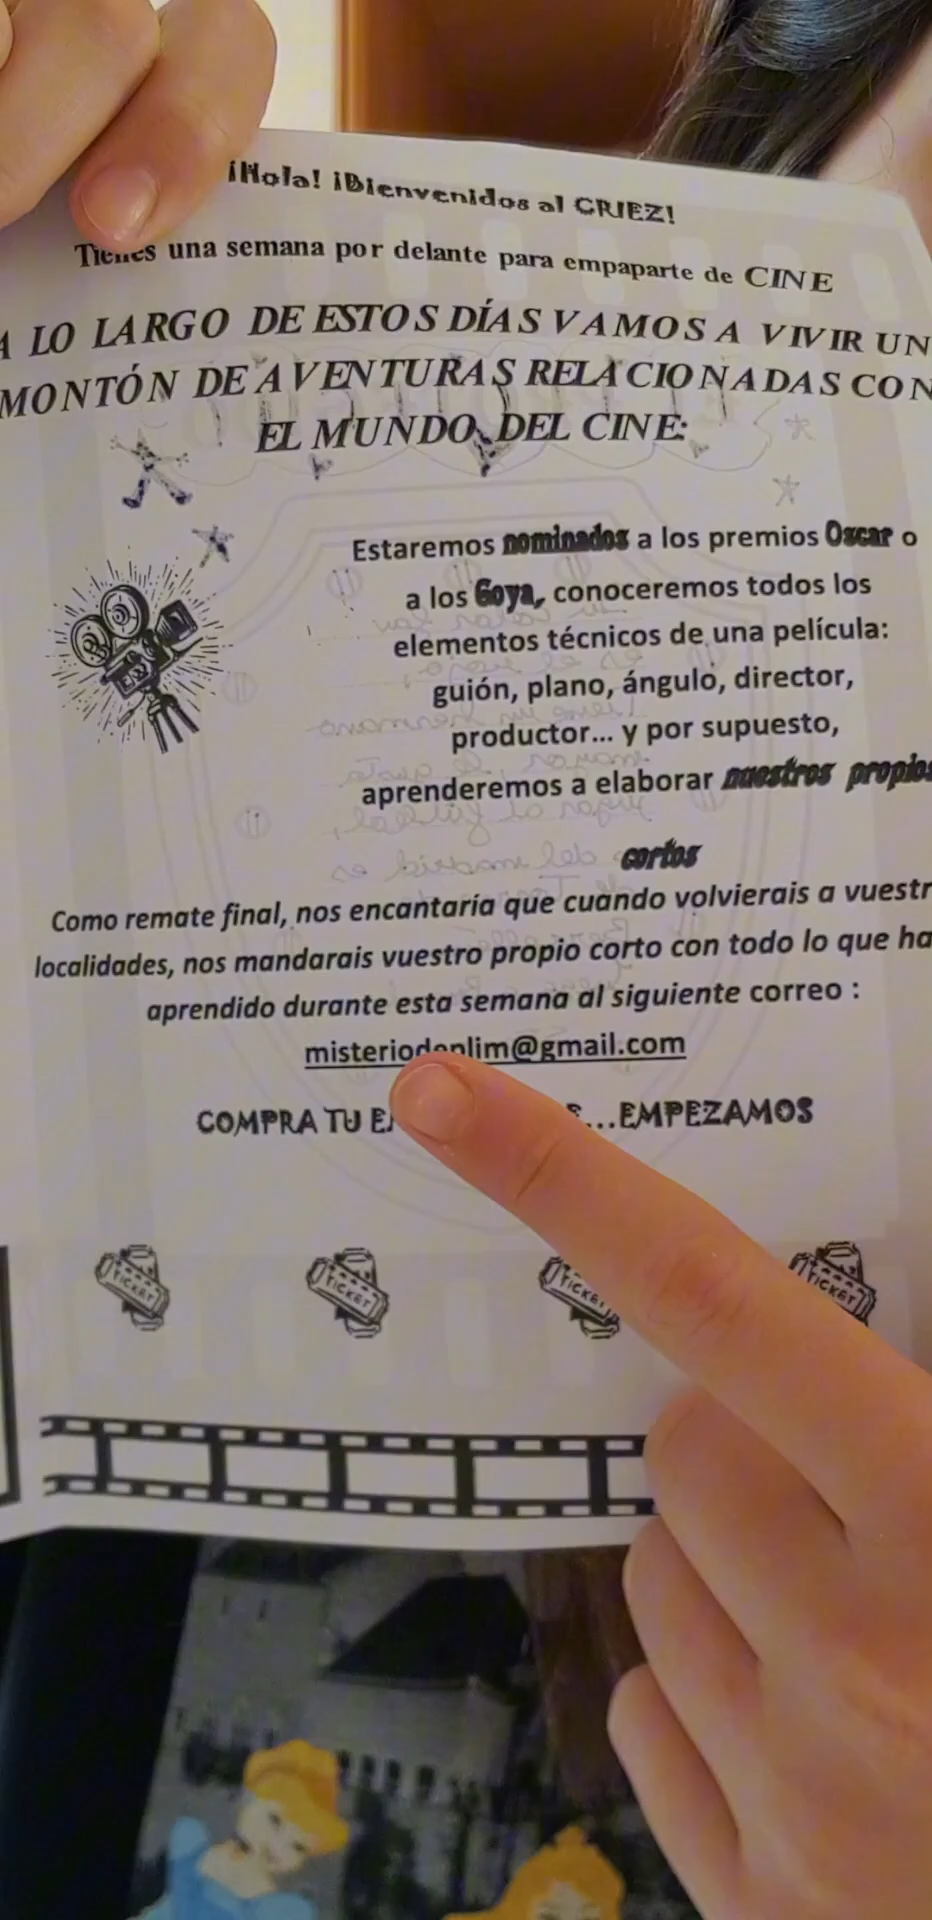 ¡Hola! ¡Bienvenidos al CRIEZ!
Tienes una semana por delante para empaparte de CINE
A LO LARGO DE ESTOS DÍAS VAMOS A VIVIR UN
MONTÓN DE AVENTURAS RELACIONADAS CON
EL MUNDO DEL CINE:
Estaremos nominados a los premios Oscar o
a los Goya, conoceremos todos los
elementos técnicos de una película:
guión, plano, ángulo, director,
productor... y por supuesto,
aprenderemos a elaborar nuestros propios
cortos
Como remate final, nos encantaría que cuando volvierais a vuestr
localidades, nos mandarais vuestro propio corto con todo lo que ha
aprendido durante esta semana al siguiente correo :
@gmail.com
COMPRA TU ...EMPEZAMOS
TICKET
TICKET
TICKET
TICKET